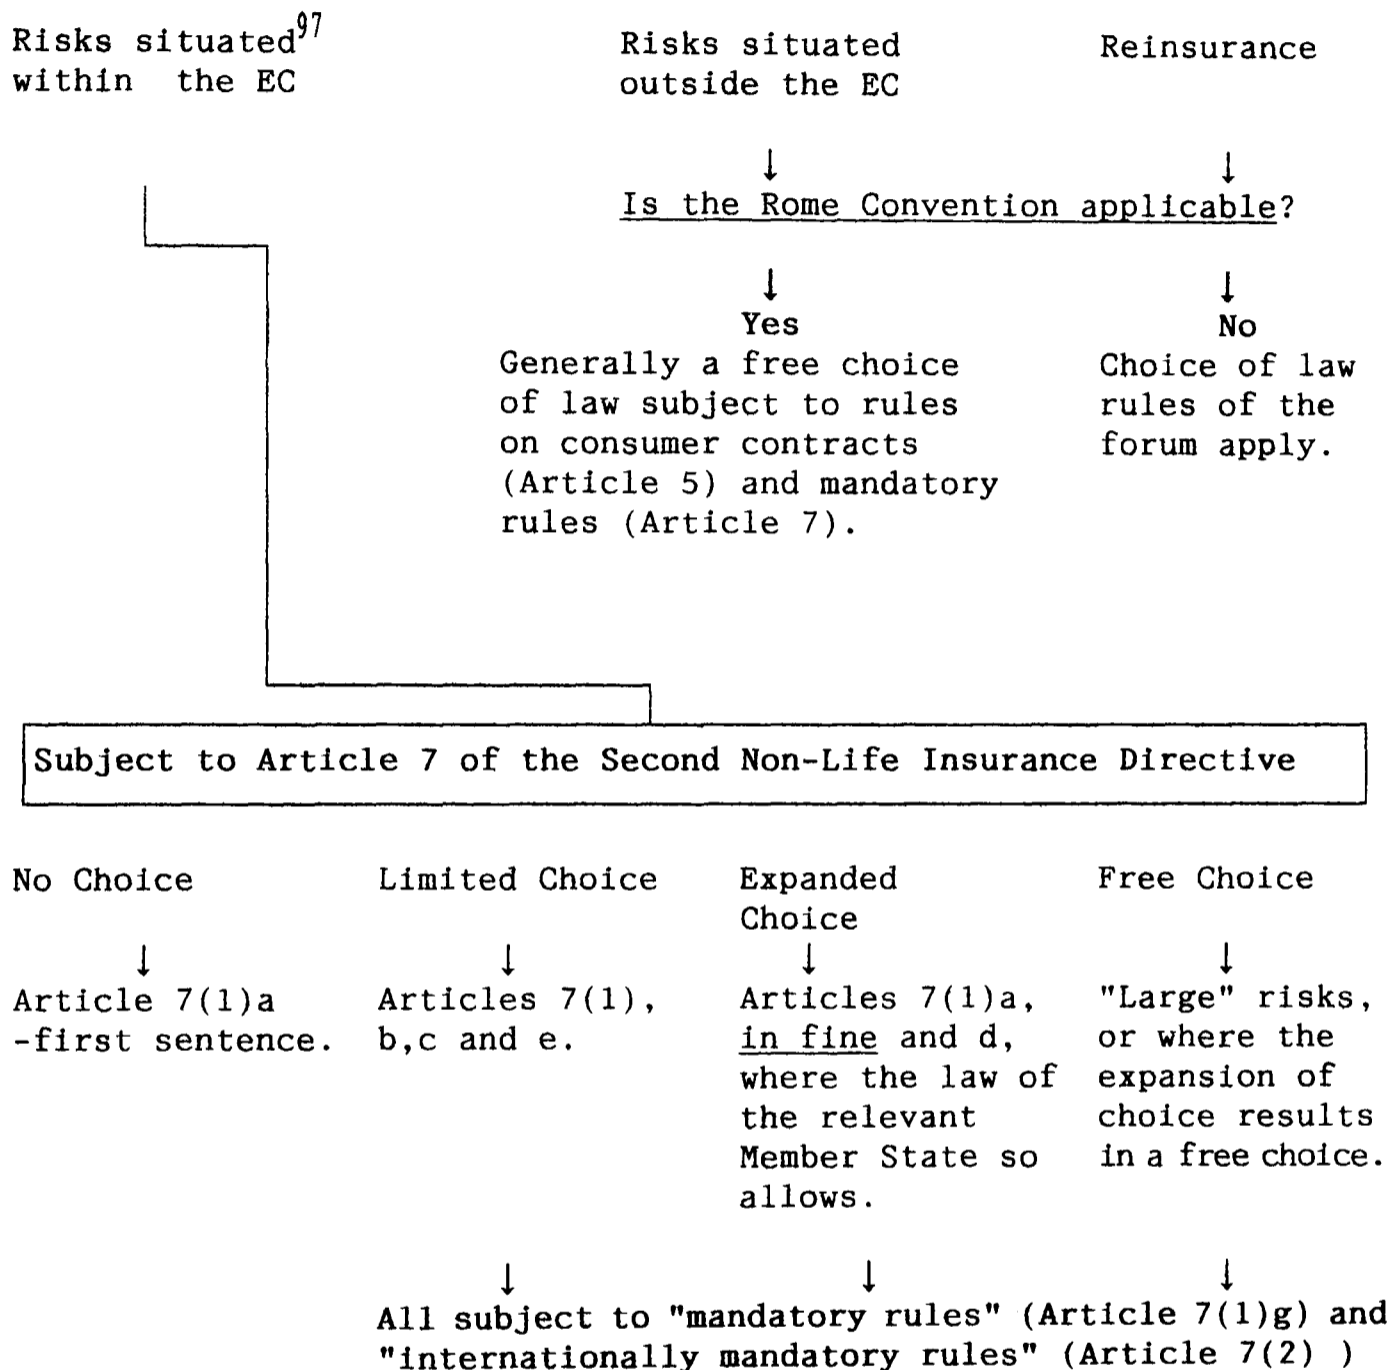 Risks situated97
within the EC
Risks situated
outside the EC
Reinsurance
↓
↓
Is the Rome Convention applicable?
↓
↓
Yes
Generally a free choice
of law subject to rules
on consumer contracts
(Article 5) and mandatory
rules (Article 7).
No
Choice of law
rules of the
forum apply.
Subject to Article 7 of the Second Non-Life Insurance Directive
No Choice
↓
Article 7(1)a
-first sentence.
Limited Choice
↓
Articles 7(1),
b,c and e.
Expanded
Choice
↓
Articles 7(1)a,
in fine and d,
where the law of
the relevant
Member State so
allows.
Free Choice
↓
"Large" risks,
or where the
expansion of
choice results
in a free choice.
↓
↓
↓
All subject to "mandatory rules" (Article 7(1)g) and
"internationally mandatory rules" (Article 7(2) )